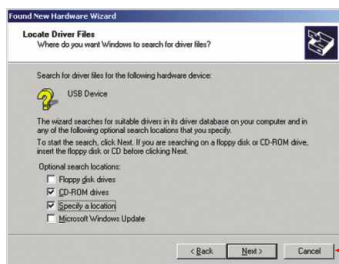 Found New Hardware Wizard
Locate Driver Files
Where do you want Windows to search for driver files?
Search for driver files for the following hardware device:
USB Device
The wizard searches for suitable drivers in its driver database on your computer and in
any of the following optional search locations that you specify.
To start the search, click Next. If you are searching on a floppy disk or CD-ROM drive,
insert the floppy disk or CD before clicking Next.
Optional search locations:
Floppy disk drives
CD-ROM drives
Specify a location
Microsoft Windows Update
< Back
Next >
Cancel